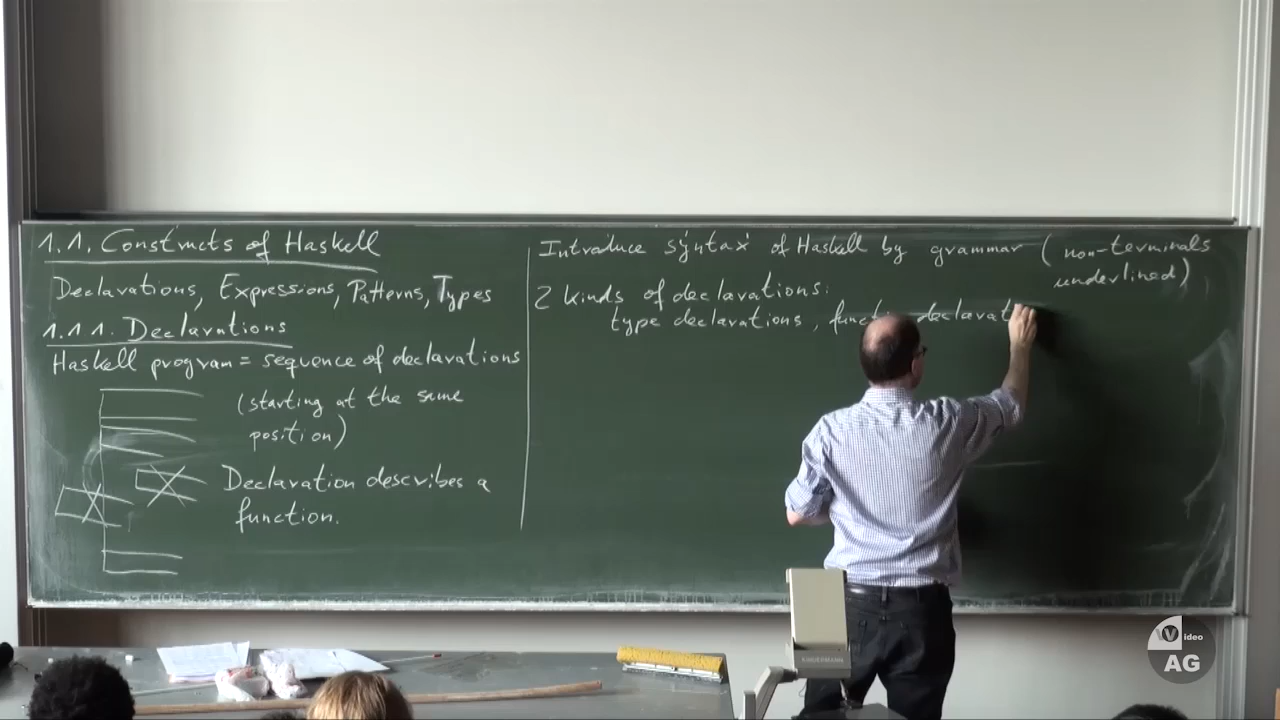 1.1. Constructs of Haskell
Declarations, Expressions, Patterns, Types
1.1.1. Declarations
Haskell program = sequence of declarations
(starting at the same
position)
Declaration describes a
function.
Introduce syntax of Haskell by grammar (non-terminals
underlined)
2 kinds of declarations:
type declarations, declarat
Video
AG